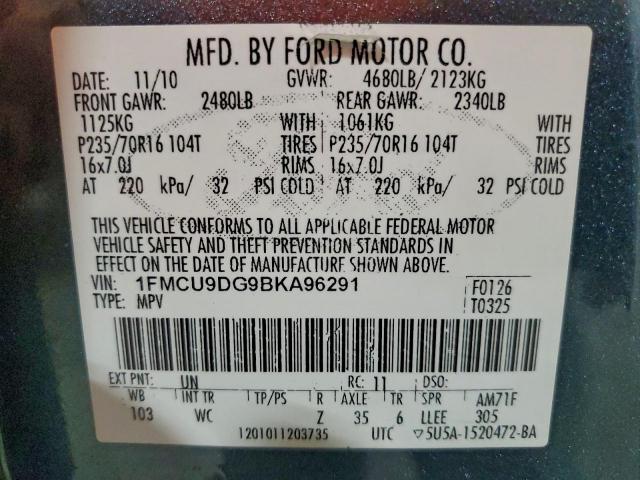 MFD. BY FORD MOTOR CO.
DATE: 11/10 GVWR: 4680LB/ 2123KG
FRONT GAWR: 2480LB REAR GAWR: 2340LB
1125KG WITH 1061KG WITH
P235/70R16 104T TIRES P235/70R16 104T TIRES
16x7.0J RIMS 16x7.0J RIMS
AT 220 kPa/ 32 PSI COLD AT 220 kPa/ 32 PSI COLD
THIS VEHICLE CONFORMS TO ALL APPLICABLE FEDERAL MOTOR
VEHICLE SAFETY AND THEFT PREVENTION STANDARDS IN
EFFECT ON THE DATE OF MANUFACTURE SHOWN ABOVE.
VIN: 1FMCU9DG9BKA96291 F0126
TYPE: MPV T0325
EXT PNT: UN RC: 11 DSO:
WB INT TR TP/PS R AXLE TR SPR AM71F
103 WC Z 35 6 LLEE 305
1201011203735 UTC ▽5U5A-1520472-BA